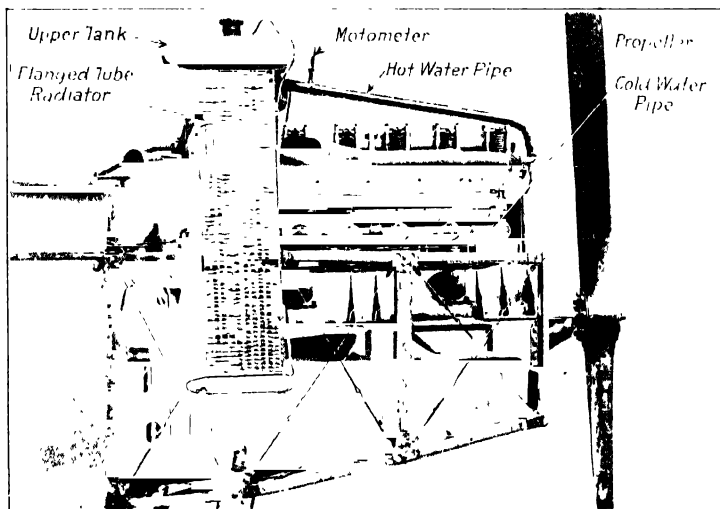 Upper Tank
Flanged Tube
Radiator
Motometer
Hot Water Pipe
Propeller
Cold Water
Pipe